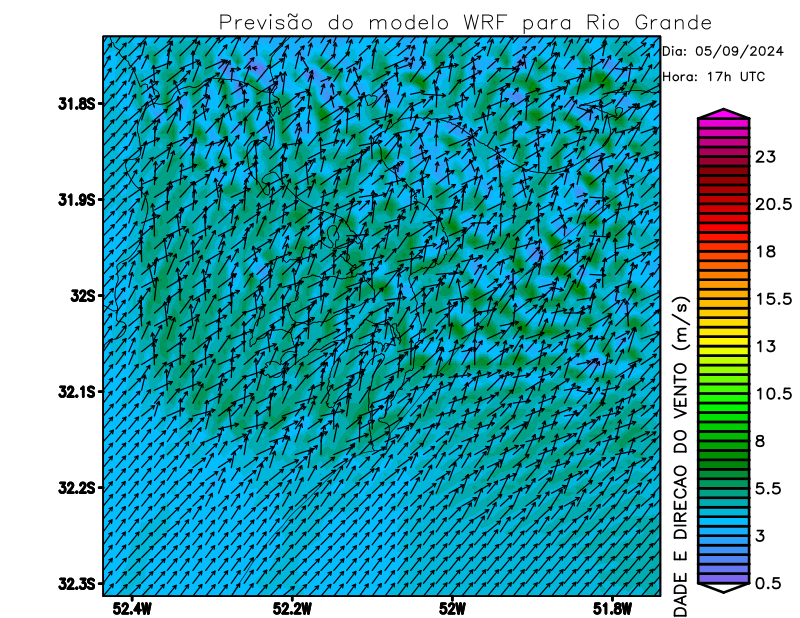 Previsão do modelo WRF para Rio Grande
Dia: 05/09/2024
Hora: 17h UTC
31.8S
31.9S
32S
32.1S
32.2S
32.3S
52.4W
52.2W
52W
51.8W
23
20.5
18
15.5
13
10.5
8
5.5
3
0.5
DADE E DIRECAO DO VENTO (m/s)